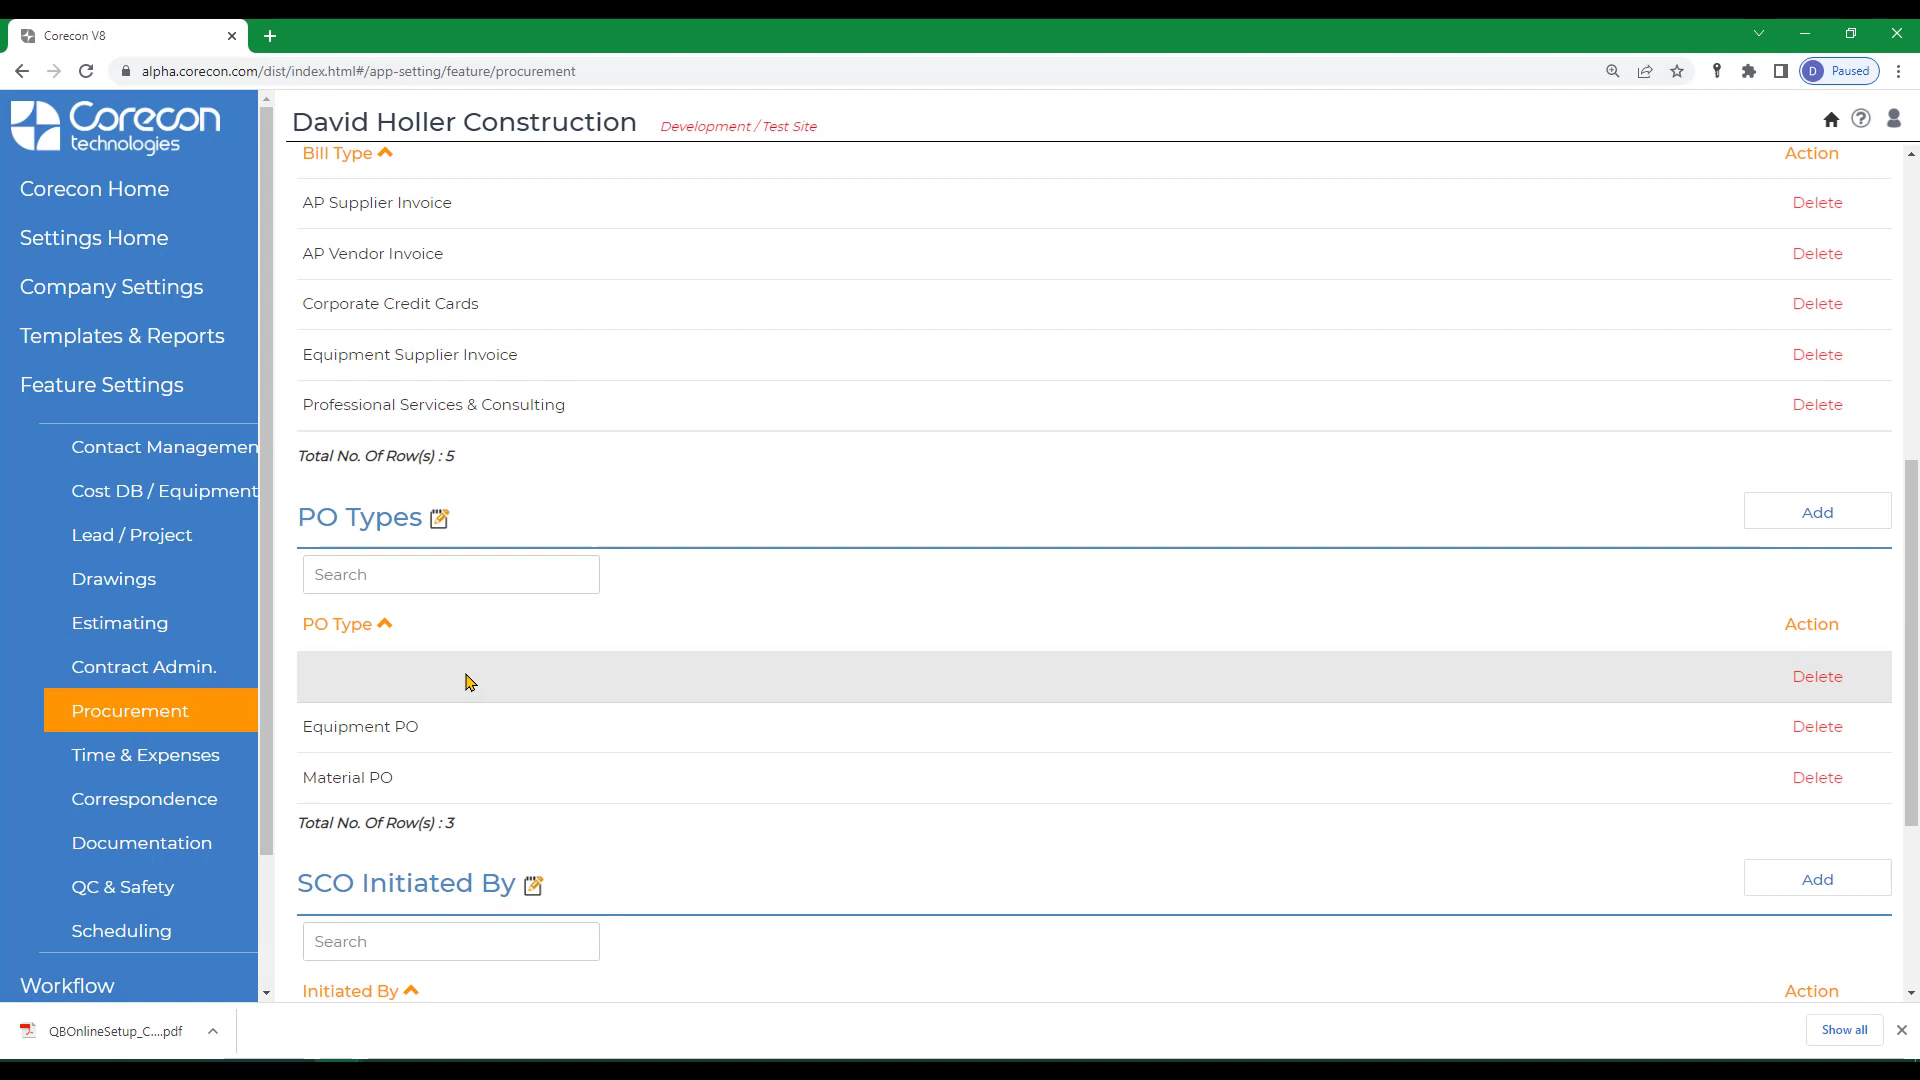 Corecon V8
alpha.corecon.com/dist/index.html#/app-setting/feature/procurement
D Paused
Corecon
technologies
David Holler Construction Development / Test Site
Corecon Home
Settings Home
Company Settings
Templates & Reports
Feature Settings
Contact Managemen
Cost DB / Equipment
Lead / Project
Drawings
Estimating
Contract Admin.
Procurement
Time & Expenses
Correspondence
Documentation
QC & Safety
Scheduling
Workflow
Bill Type Action
AP Supplier Invoice Delete
AP Vendor Invoice Delete
Corporate Credit Cards Delete
Equipment Supplier Invoice Delete
Professional Services & Consulting Delete
Total No. Of Row(s) : 5
PO Types Add
Search
PO Type Action
Delete
Equipment PO Delete
Material PO Delete
Total No. Of Row(s) : 3
SCO Initiated By Add
Search
Initiated By Action
QBOnlineSetup_C....pdf Show all